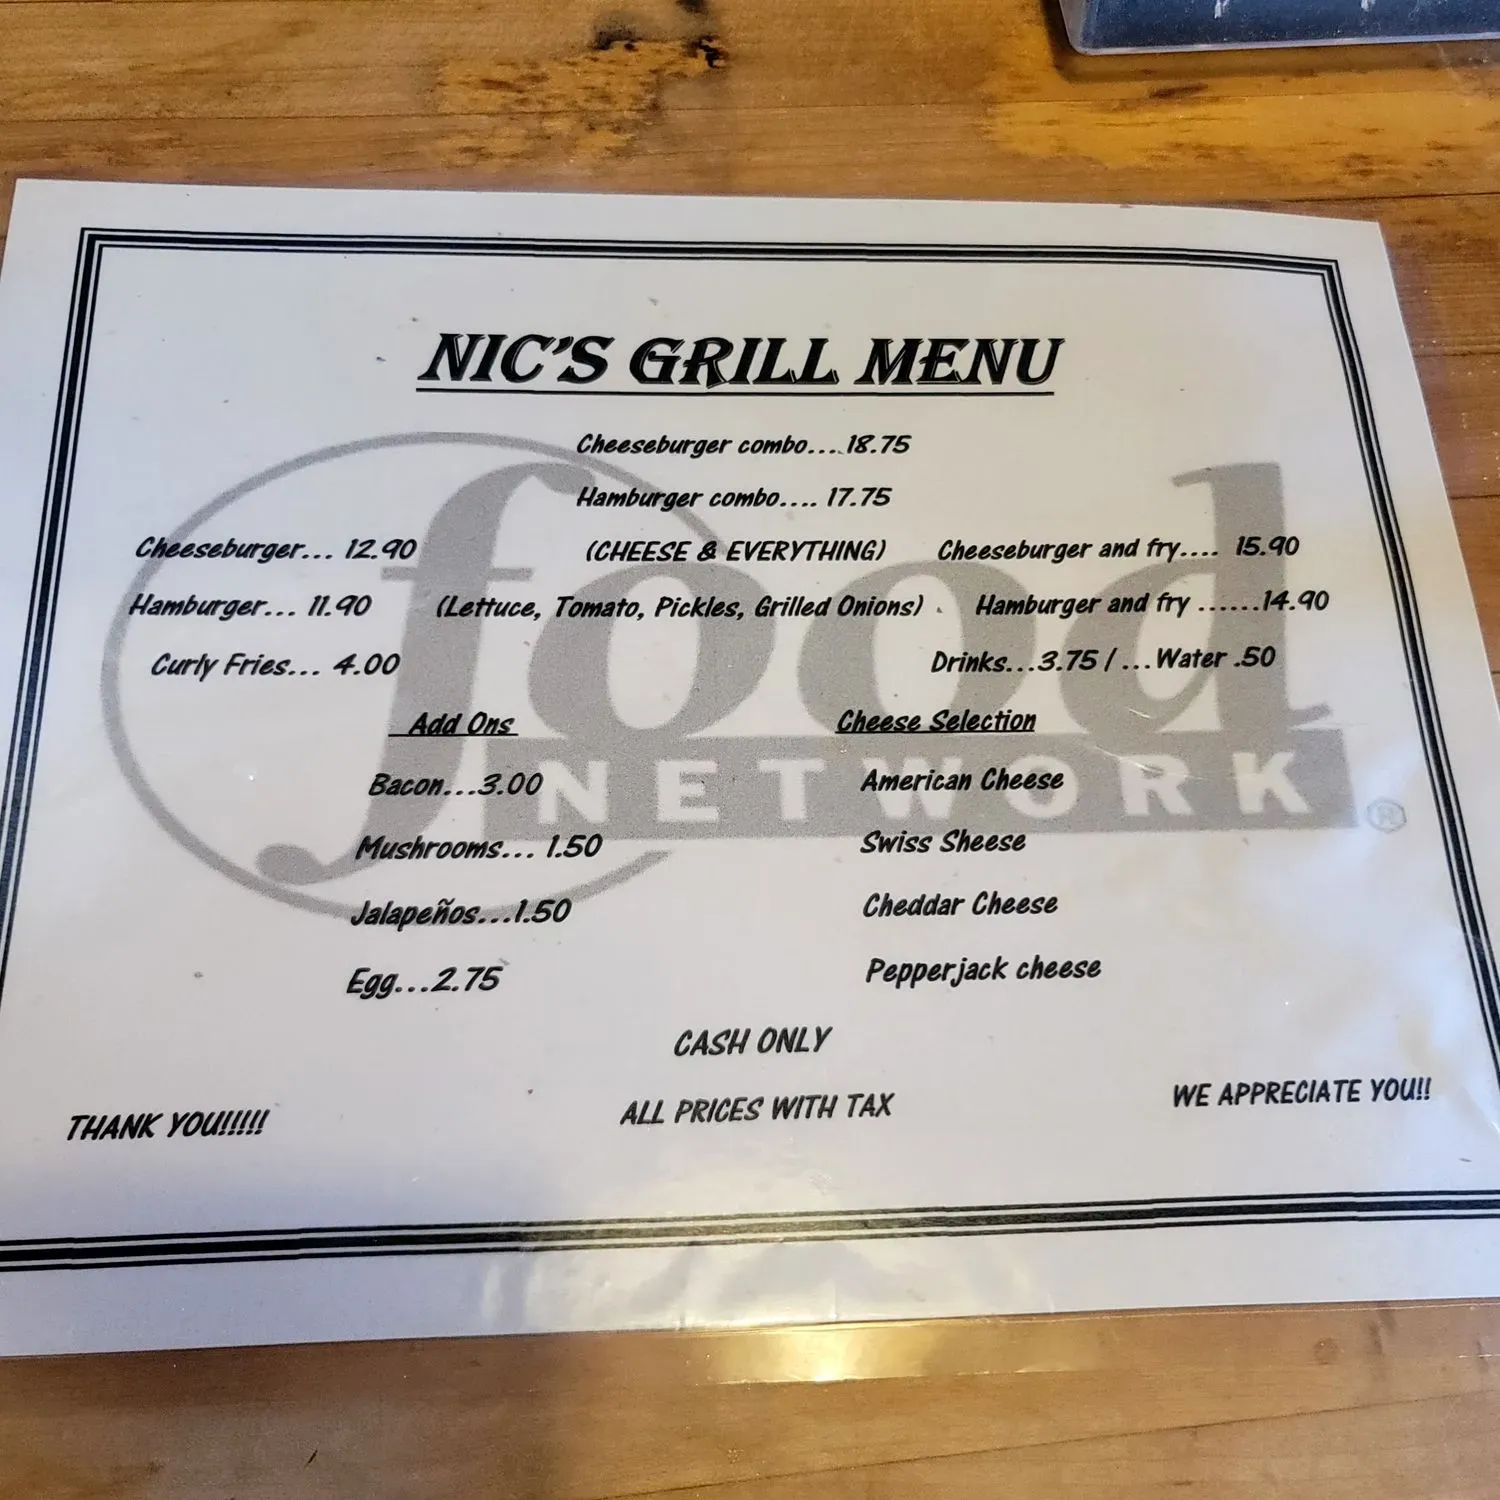 NIC'S GRILL MENU
Cheeseburger combo....18.75
Hamburger combo.... 17.75
Cheeseburger... 12.90
(CHEESE & EVERYTHING)
Cheeseburger and fry.... 15.90
Hamburger... 11.90
(Lettuce, Tomato, Pickles, Grilled Onions)
Hamburger and fry ......14.90
Curly Fries... 4.00
Drinks...3.75 / ...Water .50
Add Ons
Cheese Selection
Bacon...3.00
American Cheese
Mushrooms... 1.50
Swiss Sheese
Jalapeños...1.50
Cheddar Cheese
Egg...2.75
Pepperjack cheese
CASH ONLY
ALL PRICES WITH TAX
THANK YOU!!!!!
WE APPRECIATE YOU!!
food
NETWORK®